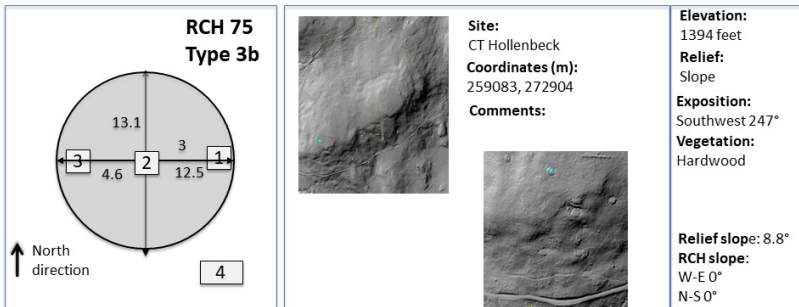 RCH 75
Type 3b
13.1
3
3
2
1
4.6
12.5
North
direction
4
Site:
CT Hollenbeck
Coordinates (m):
259083, 272904
Comments:
Elevation:
1394 feet
Relief:
Slope
Exposition:
Southwest 247°
Vegetation:
Hardwood
Relief slope: 8.8°
RCH slope:
W-E 0°
N-S 0°